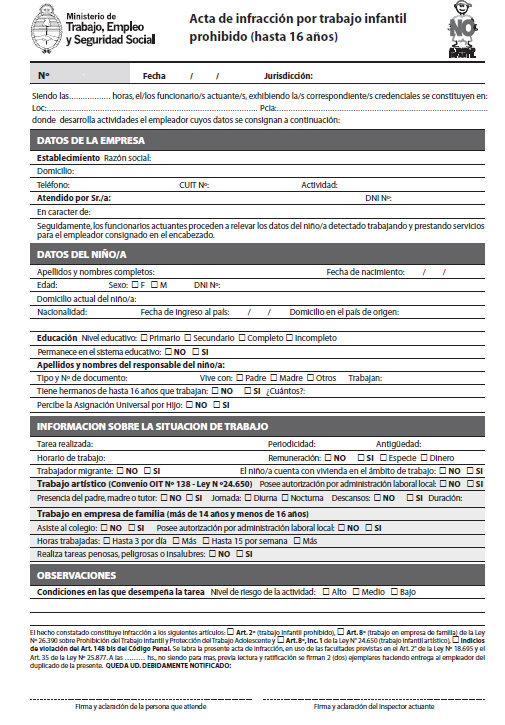 Ministerio de
Trabajo, Empleo
y Seguridad Social
Acta de infracción por trabajo infantil
prohibido (hasta 16 años)
NO
INFANTIL
Nº Fecha / / Jurisdicción:
Siendo las................. horas, el/los funcionario/s actuante/s, exhibiendo la/s correspondiente/s credenciales se constituyen en:
Loc:.................................................................................... Pcia:....................................................................................
donde desarrolla actividades el empleador cuyos datos se consignan a continuación:
DATOS DE LA EMPRESA
Establecimiento Razón social:
Domicilio:
Teléfono: CUIT Nº: Actividad:
Atendido por Sr./a: DNI Nº:
En caracter de:
Seguidamente, los funcionarios actuantes proceden a relevar los datos del niño/a detectado trabajando y prestando servicios
para el empleador consignado en el encabezado.
DATOS DEL NIÑO/A
Apellidos y nombres completos: Fecha de nacimiento: / /
Edad: Sexo: ☐ F ☐ M DNI Nº:
Domicilio actual del niño/a:
Nacionalidad: Fecha de ingreso al país: / / Domicilio en el país de origen:
Educación Nivel educativo: ☐ Primario ☐ Secundario ☐ Completo ☐ Incompleto
Permanece en el sistema educativo: ☐ NO ☐ SI
Apellidos y nombres del responsable del niño/a:
Tipo y Nº de documento: Vive con: ☐ Padre ☐ Madre ☐ Otros Trabajan:
Tiene hermanos de hasta 16 años que trabajan: ☐ NO ☐ SI ¿Cuántos?:
Percibe la Asignación Universal por Hijo: ☐ NO ☐ SI
INFORMACION SOBRE LA SITUACION DE TRABAJO
Tarea realizada: Periodicidad: Antigüedad:
Horario de trabajo: Remuneración: ☐ NO ☐ SI ☐ Especie ☐ Dinero
Trabajador migrante: ☐ NO ☐ SI El niño/a cuenta con vivienda en el ámbito de trabajo: ☐ NO ☐ SI
Trabajo artístico (Convenio OIT Nº 138 - Ley Nº24.650) Posee autorización por administración laboral local: ☐ NO ☐ SI
Presencia del padre, madre o tutor: ☐ NO ☐ SI Jornada: ☐ Diurna ☐ Nocturna Descansos: ☐ NO ☐ SI Duración:
Trabajo en empresa de familia (más de 14 años y menos de 16 años)
Asiste al colegio: ☐ NO ☐ SI Posee autorización por administración laboral local: ☐ NO ☐ SI
Horas trabajadas: ☐ Hasta 3 por día ☐ Más ☐ Hasta 15 por semana ☐ Más
Realiza tareas penosas, peligrosas o insalubres: ☐ NO ☐ SI
OBSERVACIONES
Condiciones en las que desempeña la tarea Nivel de riesgo de la actividad: ☐ Alto ☐ Medio ☐ Bajo
El hecho constatado constituye infracción a los siguientes artículos: ☐ Art. 2º (trabajo infantil prohibido), ☐ Art. 8º (trabajo en empresa de familia) de la Ley
Nº 26.390 sobre Prohibición del Trabajo Infantil y Protección del Trabajo Adolescente y ☐ Art. 8º, Inc. 1 de la Ley Nº 24.650 (trabajo infantil artístico), ☐ Indicios
de violación del Art. 148 bis del Código Penal. Se labra la presente acta de infracción, en uso de las facultades previstas en el Art. 2º de la Ley Nº 18.695 y el
Art. 35 de la Ley Nº 25.877. A las .......... hs., no siendo para mas, previa lectura y ratificación se firman 2 (dos) ejemplares haciendo entrega al empleador del
duplicado de la presente. QUEDA UD. DEBIDAMENTE NOTIFICADO:
Firma y aclaración de la persona que atiende Firma y aclaración del inspector actuante